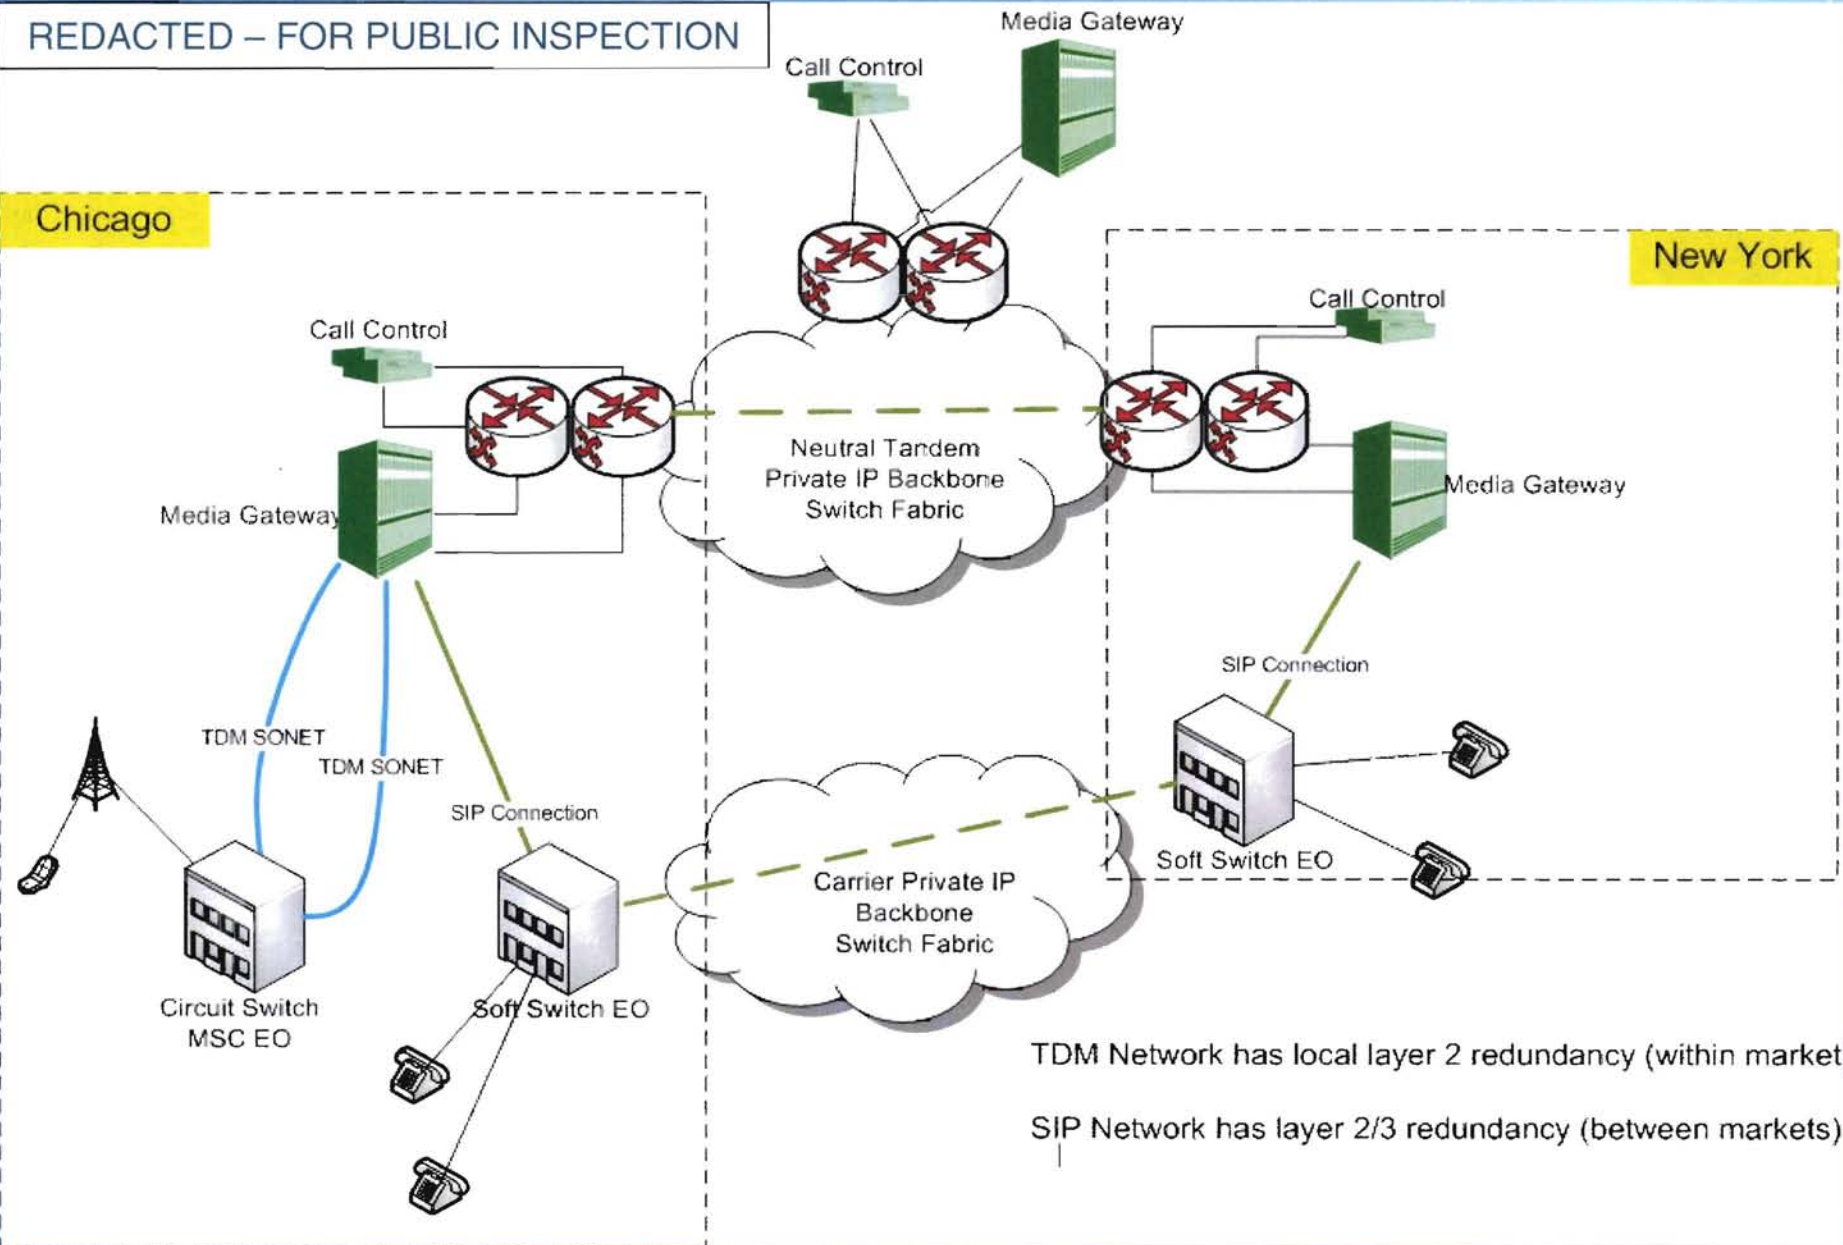 REDACTED – FOR PUBLIC INSPECTION
Media Gateway
Call Control
Chicago
New York
Call Control
Call Control
Neutral Tandem
Private IP Backbone
Switch Fabric
Media Gateway
Media Gateway
SIP Connection
TDM SONET
TDM SONET
SIP Connection
Soft Switch EO
Carrier Private IP
Backbone
Switch Fabric
Circuit Switch
MSC EO
Soft Switch EO
TDM Network has local layer 2 redundancy (within market
SIP Network has layer 2/3 redundancy (between markets)